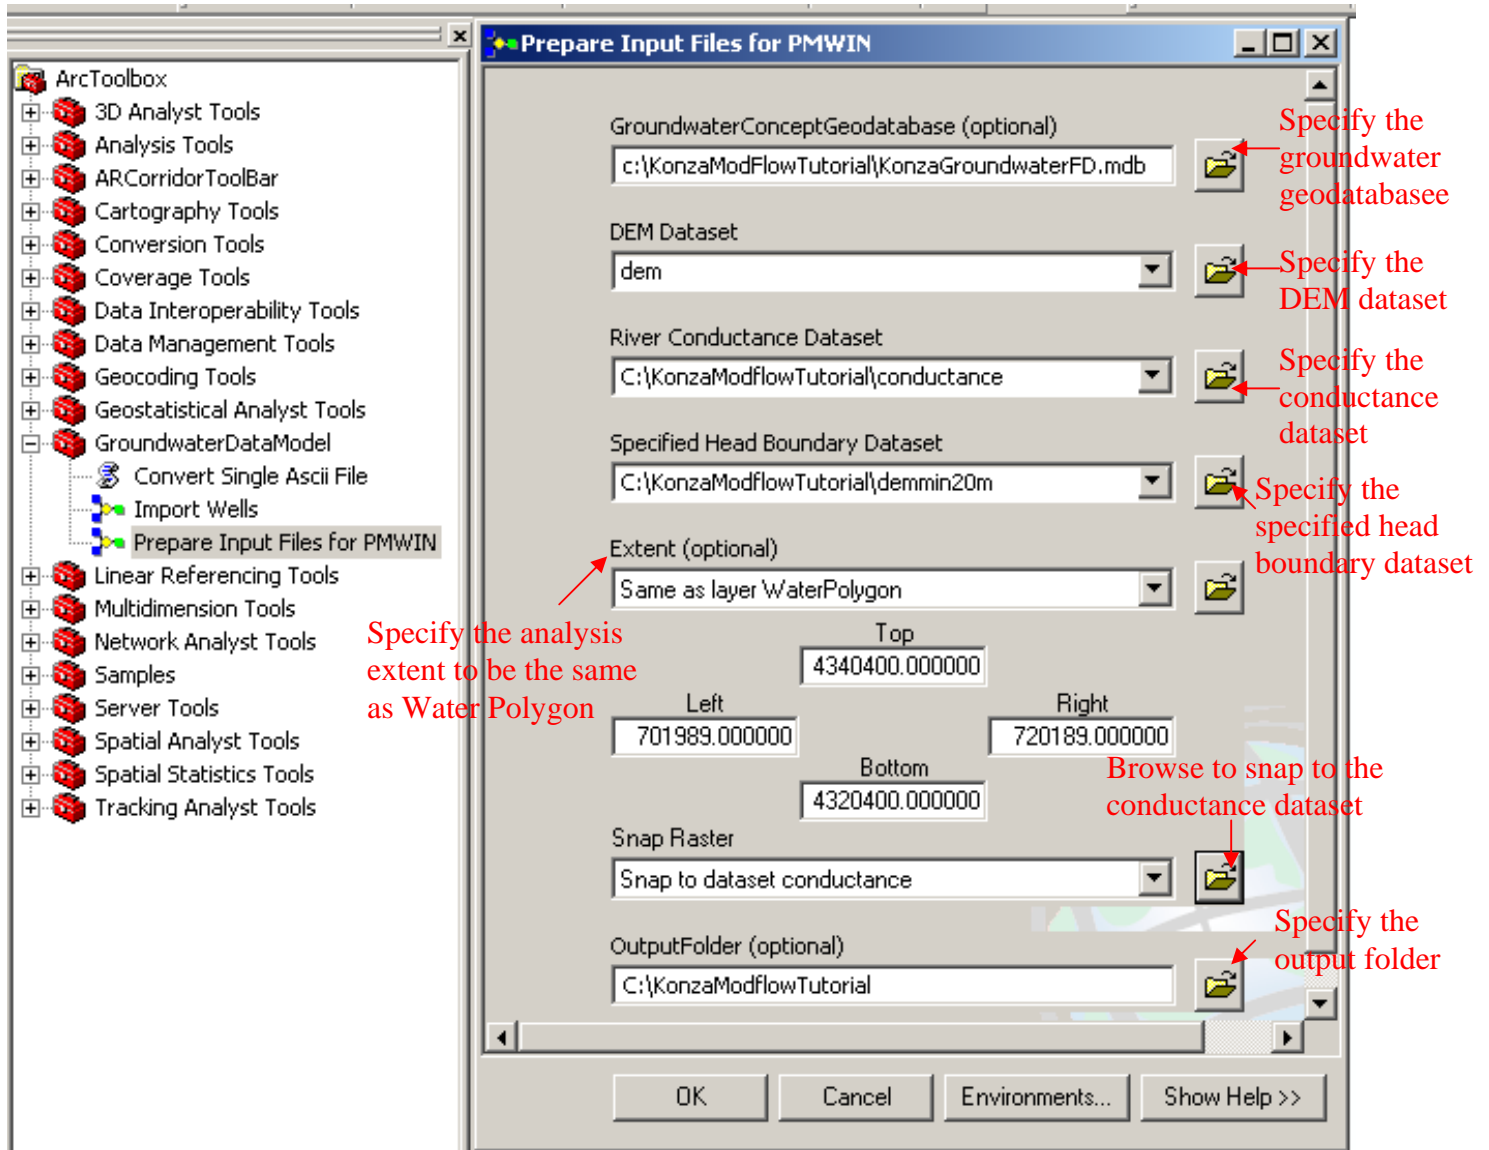 ArcToolbox
3D Analyst Tools
Analysis Tools
ARCorridorToolBar
Cartography Tools
Conversion Tools
Coverage Tools
Data Interoperability Tools
Data Management Tools
Geocoding Tools
Geostatistical Analyst Tools
GroundwaterDataModel
Convert Single Ascii File
Import Wells
Prepare Input Files for PMWIN
Linear Referencing Tools
Multidimension Tools
Network Analyst Tools
Samples
Server Tools
Spatial Analyst Tools
Spatial Statistics Tools
Tracking Analyst Tools
Prepare Input Files for PMWIN
GroundwaterConceptGeodatabase (optional)
c:\KonzaModFlowTutorial\KonzaGroundwaterFD.mdb
Specify the
groundwater
geodatabasee
DEM Dataset
dem
Specify the
DEM dataset
River Conductance Dataset
C:\KonzaModflowTutorial\conductance
Specify the
conductance
dataset
Specified Head Boundary Dataset
C:\KonzaModflowTutorial\demmin20m
Specify the
specified head
boundary dataset
Extent (optional)
Same as layer WaterPolygon
Specify the analysis
extent to be the same
as Water Polygon
Top
4340400.000000
Left
Right
701989.000000
720189.000000
Bottom
4320400.000000
Browse to snap to the
conductance dataset
Snap Raster
Snap to dataset conductance
OutputFolder (optional)
C:\KonzaModflowTutorial
Specify the
output folder
OK
Cancel
Environments...
Show Help >>